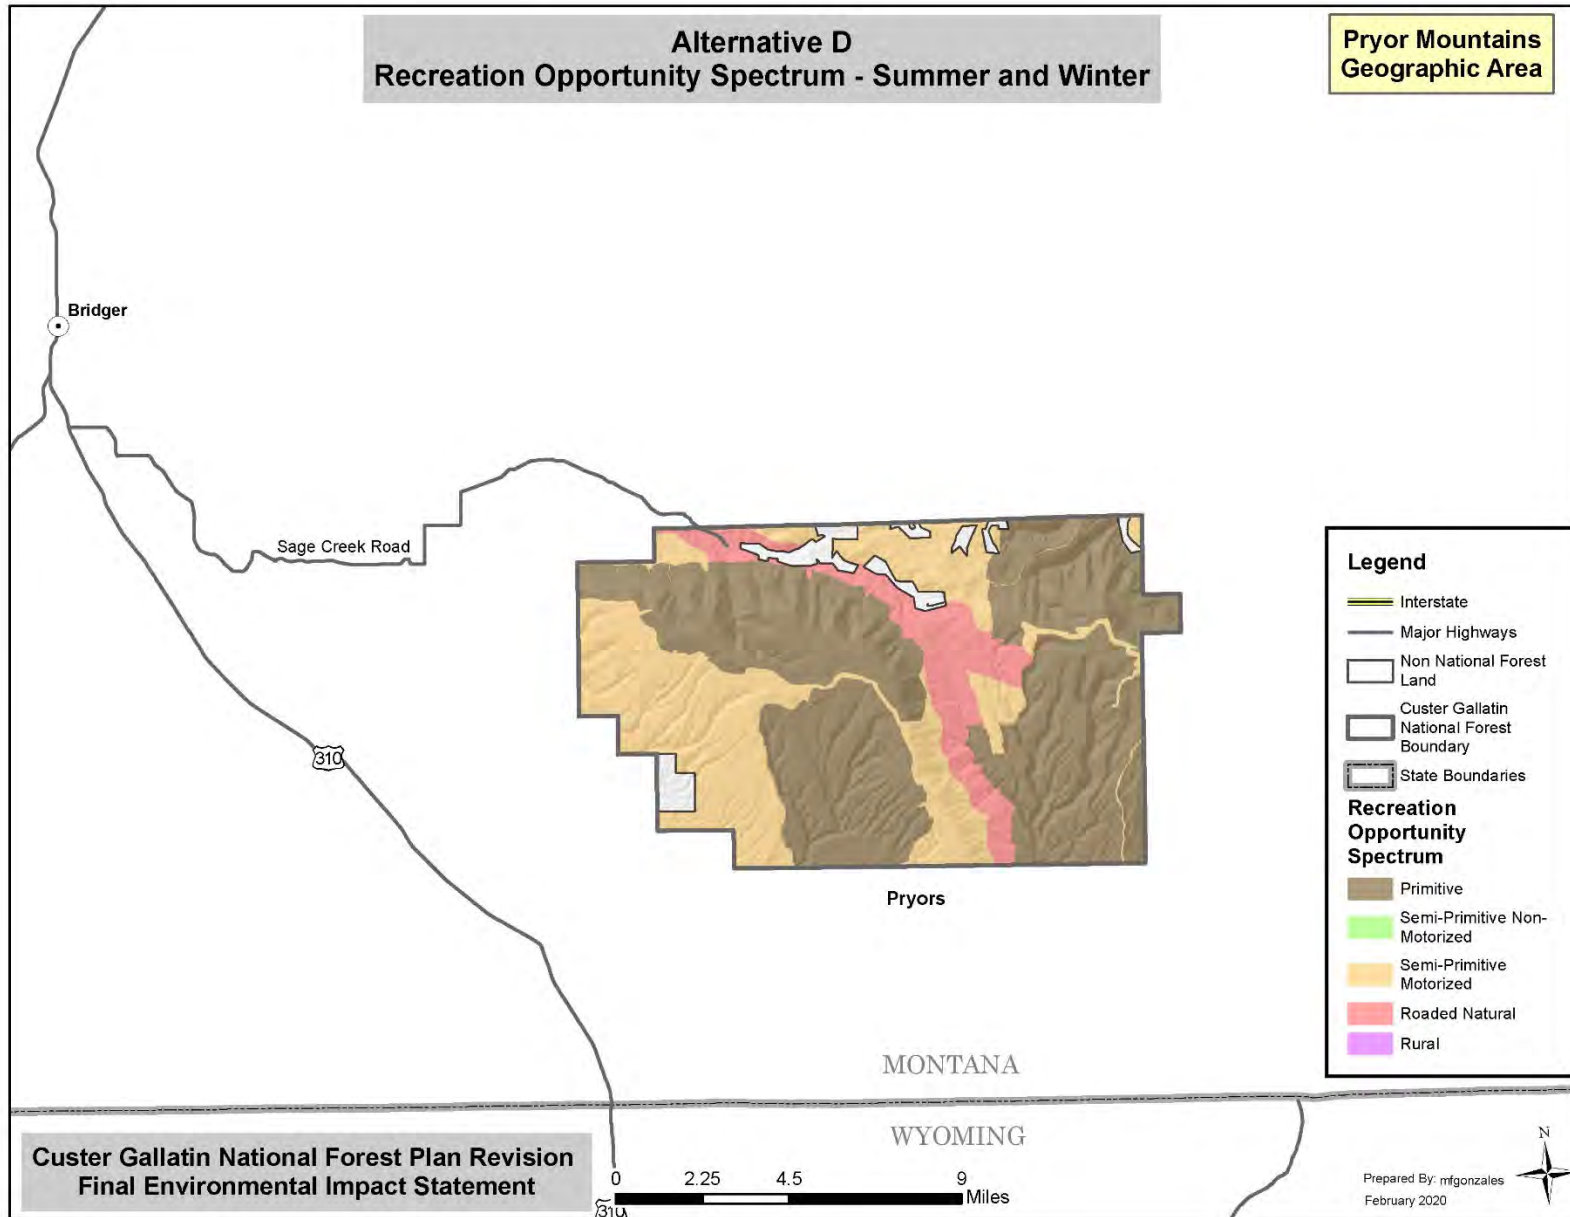 Alternative D
Recreation Opportunity Spectrum - Summer and Winter
Pryor Mountains
Geographic Area
Bridger
Sage Creek Road
310
Pryors
Legend
Interstate
Major Highways
Non National Forest
Land
Custer Gallatin
National Forest
Boundary
State Boundaries
Recreation
Opportunity
Spectrum
Primitive
Semi-Primitive Non-
Motorized
Semi-Primitive
Motorized
Roaded Natural
Rural
MONTANA
WYOMING
Custer Gallatin National Forest Plan Revision
Final Environmental Impact Statement
0 2.25 4.5 9
Miles
310
N
Prepared By: mfgonzales
February 2020